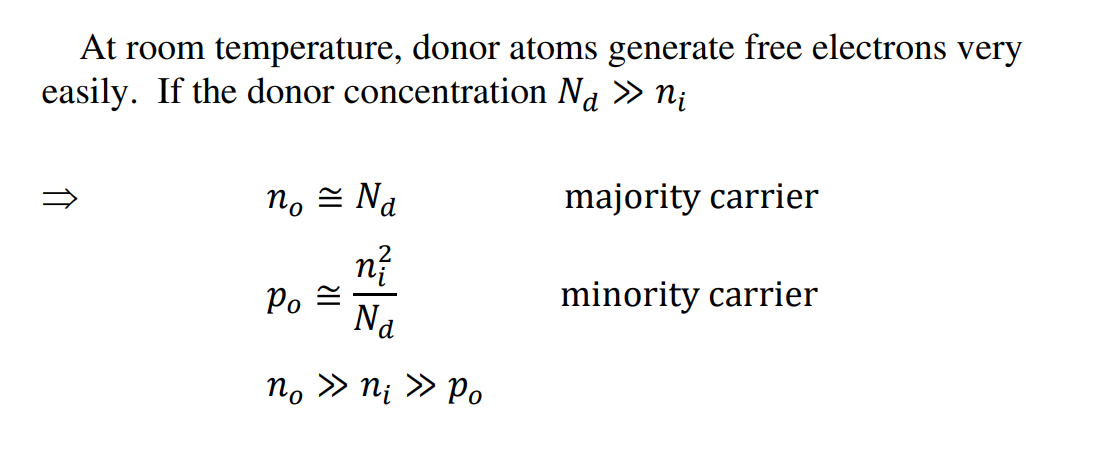 At room temperature, donor atoms generate free electrons very
easily. If the donor concentration N_d ≫ n_i
⇒ n_o ≅ N_d majority carrier
p_o ≅ n_i^2 / N_d minority carrier
n_o ≫ n_i ≫ p_o